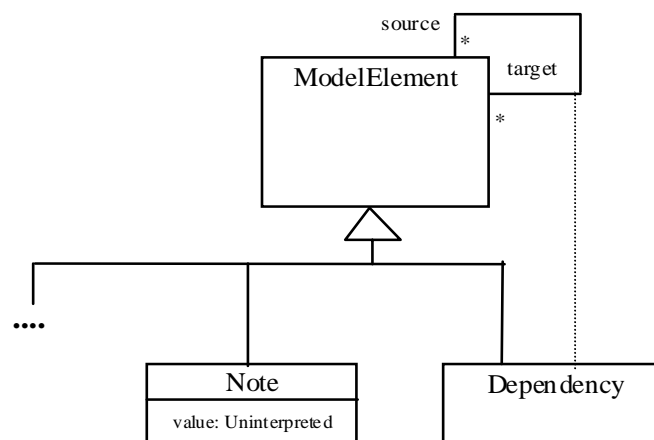 source
*
target
ModelElement
*
....
Note
Dependency
value: Uninterpreted